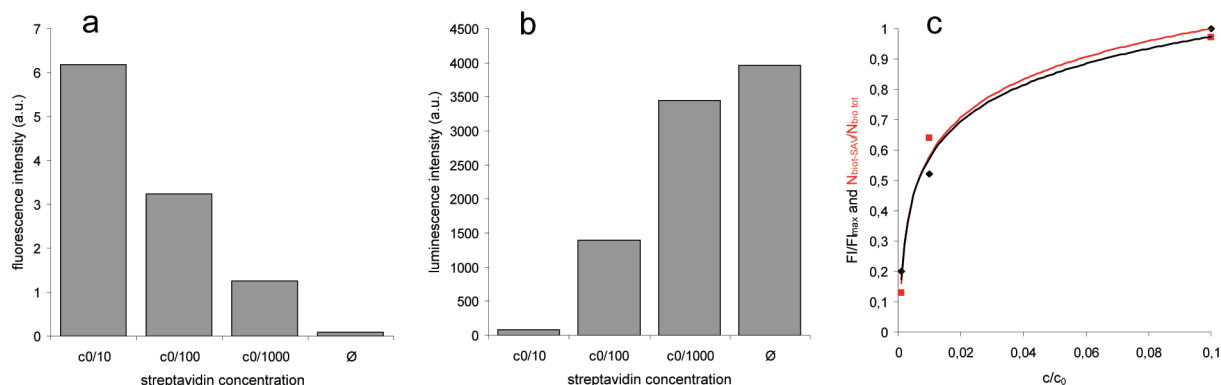 a
7
6
5
4
3
2
1
0
fluorescence intensity (a.u.)
c0/10 c0/100 c0/1000 Ø
streptavidin concentration
b
4500
4000
3500
3000
2500
2000
1500
1000
500
0
luminescence intensity (a.u.)
c0/10 c0/100 c0/1000 Ø
streptavidin concentration
c
1
0,9
0,8
0,7
0,6
0,5
0,4
0,3
0,2
0,1
0
FI/FImax and Nbiot-SAV/Nbio tot
0 0,02 0,04 0,06 0,08 0,1
c/c0